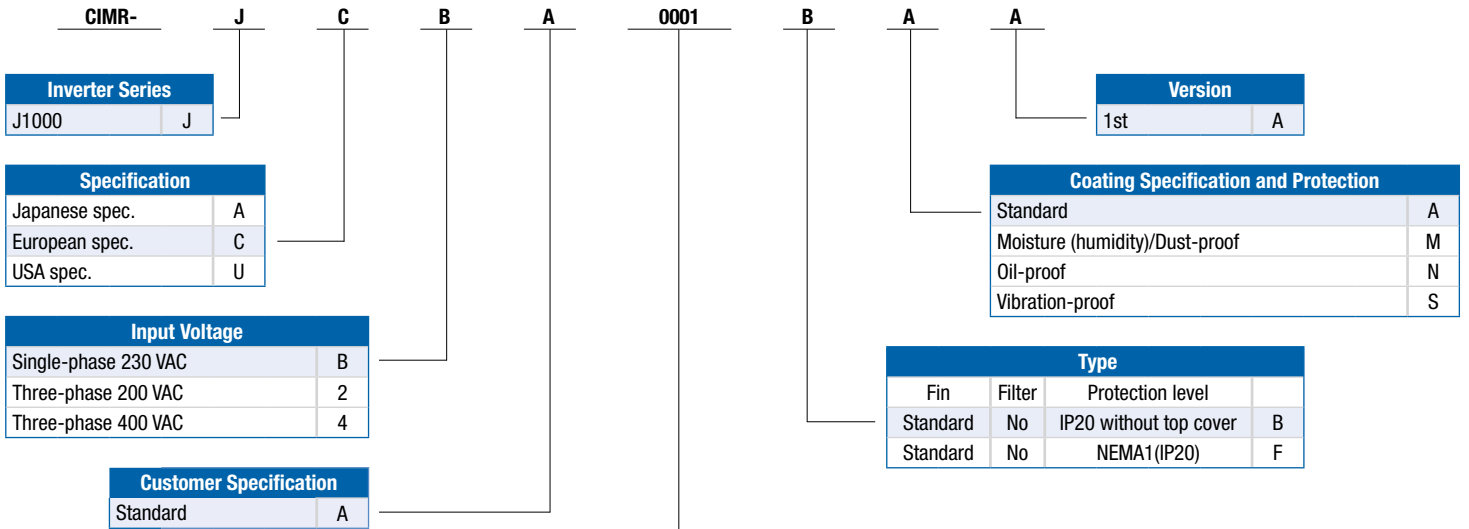 CIMR- J C B A 0001 B A A
Inverter Series
J1000 J
Version
1st A
Specification
Japanese spec. A
European spec. C
USA spec. U
Coating Specification and Protection
Standard A
Moisture (humidity)/Dust-proof M
Oil-proof N
Vibration-proof S
Input Voltage
Single-phase 230 VAC B
Three-phase 200 VAC 2
Three-phase 400 VAC 4
Type
Fin Filter Protection level
Standard No IP20 without top cover B
Standard No NEMA1(IP20) F
Customer Specification
Standard A